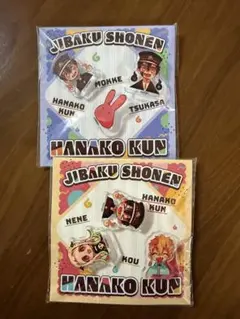 JIBAKU SHONEN
MOKKE
HANAKO
KUN
TSUKASA
HANAKO KUN
JIBAKU SHONEN
HANAKO
KUN
NENE
KOU
HANAKO KUN